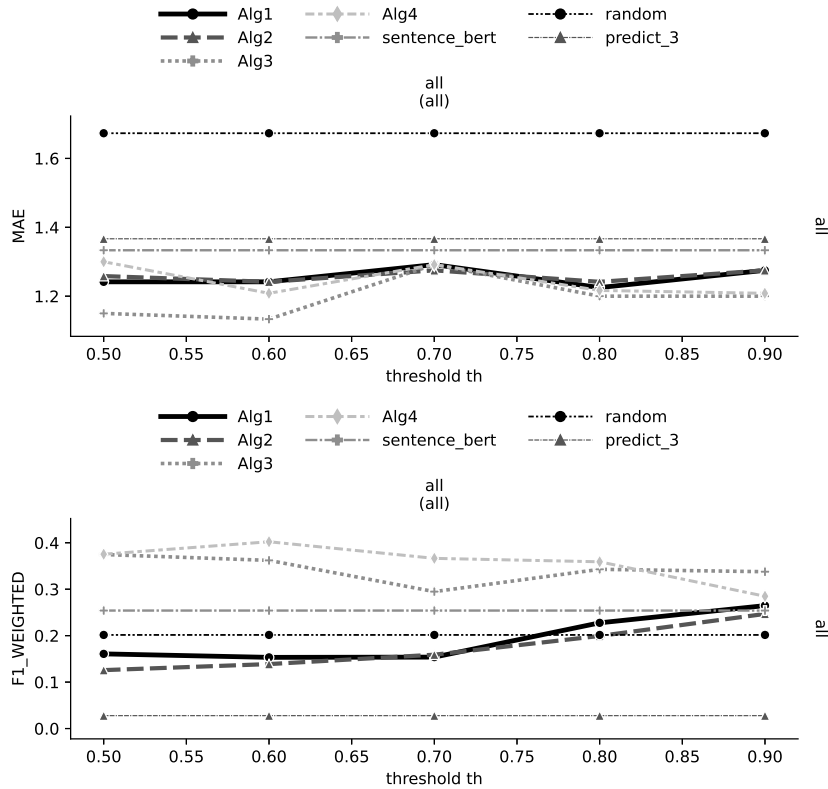 Alg1 Alg4 random
Alg2 sentence_bert predict_3
Alg3
all
(all)
1.6
1.4
1.2
MAE
all
0.50 0.55 0.60 0.65 0.70 0.75 0.80 0.85 0.90
threshold th
Alg1 Alg4 random
Alg2 sentence_bert predict_3
Alg3
all
(all)
0.4
0.3
0.2
0.1
0.0
F1_WEIGHTED
all
0.50 0.55 0.60 0.65 0.70 0.75 0.80 0.85 0.90
threshold th